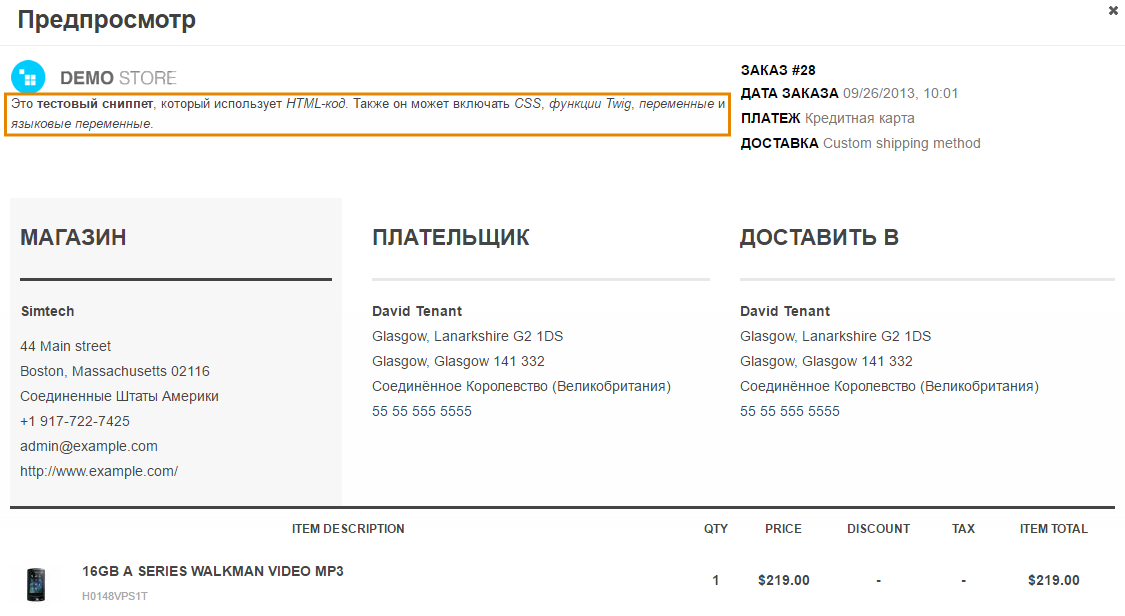 Предпросмотр
DEMO STORE
Это тестовый сниппет, который использует HTML-код. Также он может включать CSS, функции Twig, переменные и
языковые переменные.
ЗАКАЗ #28
ДАТА ЗАКАЗА 09/26/2013, 10:01
ПЛАТЕЖ Кредитная карта
ДОСТАВКА Custom shipping method
МАГАЗИН
Simtech
44 Main street
Boston, Massachusetts 02116
Соединенные Штаты Америки
+1 917-722-7425
admin@example.com
http://www.example.com/
ПЛАТЕЛЬЩИК
David Tenant
Glasgow, Lanarkshire G2 1DS
Glasgow, Glasgow 141 332
Соединённое Королевство (Великобритания)
55 55 555 5555
ДОСТАВИТЬ В
David Tenant
Glasgow, Lanarkshire G2 1DS
Glasgow, Glasgow 141 332
Соединённое Королевство (Великобритания)
55 55 555 5555
ITEM DESCRIPTION QTY PRICE DISCOUNT TAX ITEM TOTAL
16GB A SERIES WALKMAN VIDEO MP3
1 $219.00 - - $219.00
H0148VPS1T